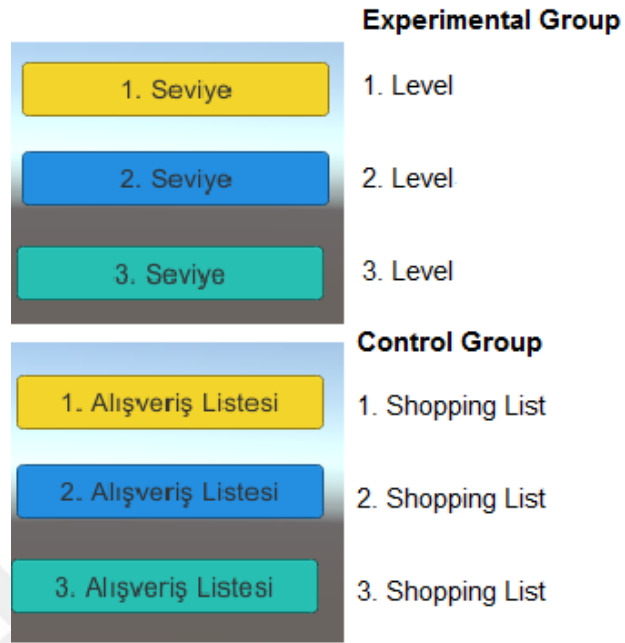 Experimental Group
1. Seviye
1. Level
2. Seviye
2. Level
3. Seviye
3. Level
Control Group
1. Alışveriş Listesi
1. Shopping List
2. Alışveriş Listesi
2. Shopping List
3. Alışveriş Listesi
3. Shopping List